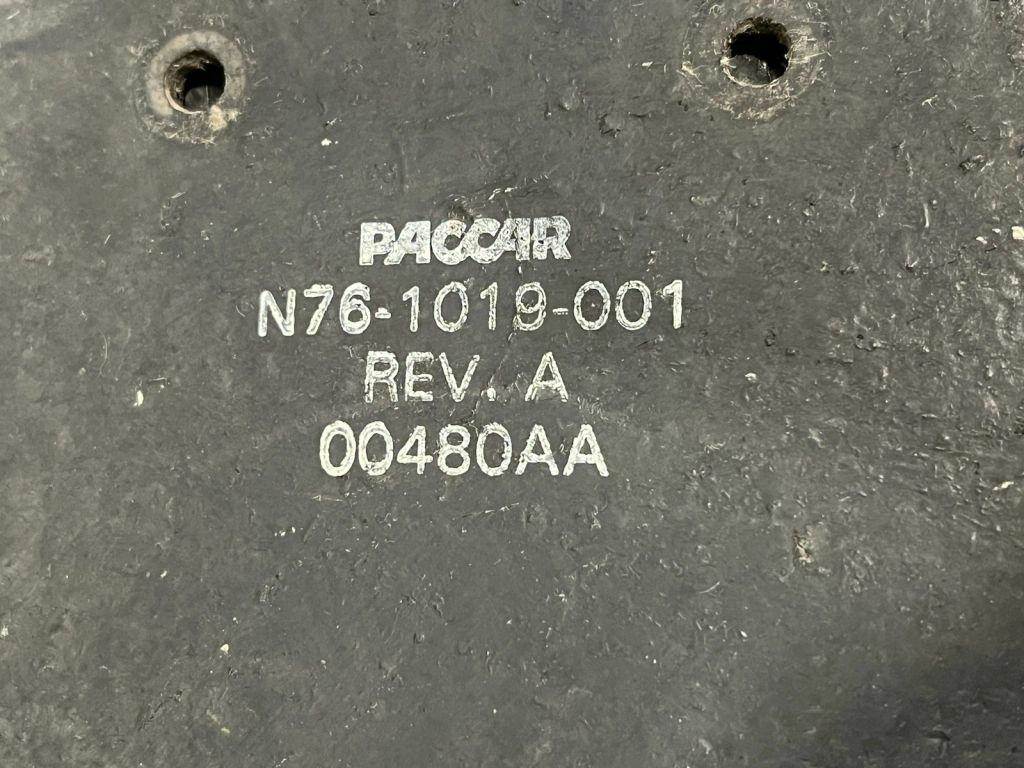 PACCAR
N76-1019-001
REV. A
00480AA